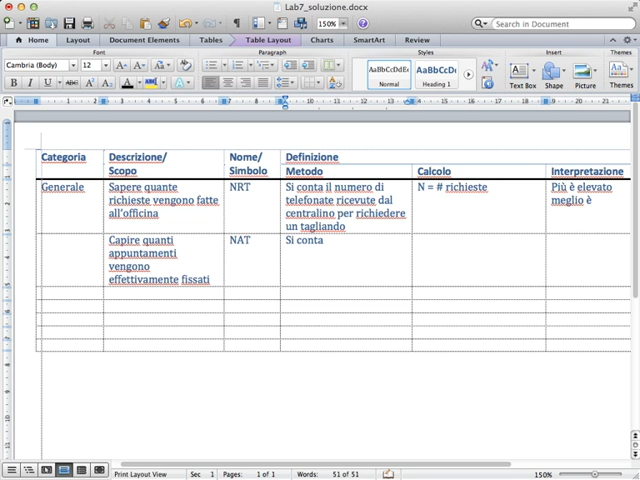 Lab7_soluzione.docx
150%
Search in Document
Home Layout Document Elements Tables Table Layout Charts SmartArt Review
Font Paragraph Styles Insert Themes
Cambria (Body) 12
AaBbCcDdEe AaBbCcDc
Normal Heading 1
Text Box Shape Picture Themes
Categoria
Descrizione/
Scopo
Nome/
Simbolo
Definizione
Metodo
Calcolo
Interpretazione
Generale
Sapere quante
richieste vengono fatte
all'officina
NRT
Si conta il numero di
telefonate ricevute dal
centralino per richiedere
un tagliando
N = # richieste
Più è elevato
meglio è
Capire quanti
appuntamenti
vengono
effettivamente fissati
NAT
Si conta
Print Layout View Sec 1 Pages: 1 of 1 Words: 51 of 51 150%